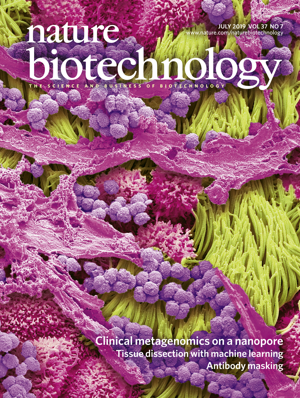 JULY 2019 VOL 37 NO 7
www.nature.com/naturebiotechnology
nature
biotechnology
THE SCIENCE AND BUSINESS OF BIOTECHNOLOGY
Clinical metagenomics on a nanopore
Tissue dissection with machine learning
Antibody masking